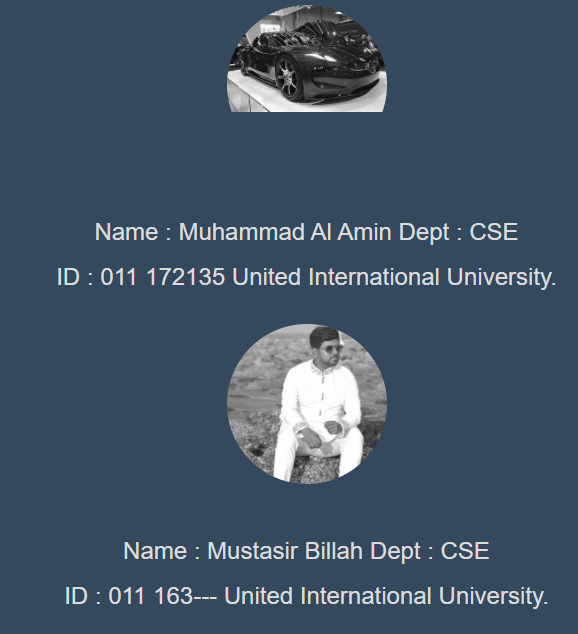 Name : Muhammad Al Amin Dept : CSE
ID : 011 172135 United International University.
Name : Mustasir Billah Dept : CSE
ID : 011 163--- United International University.